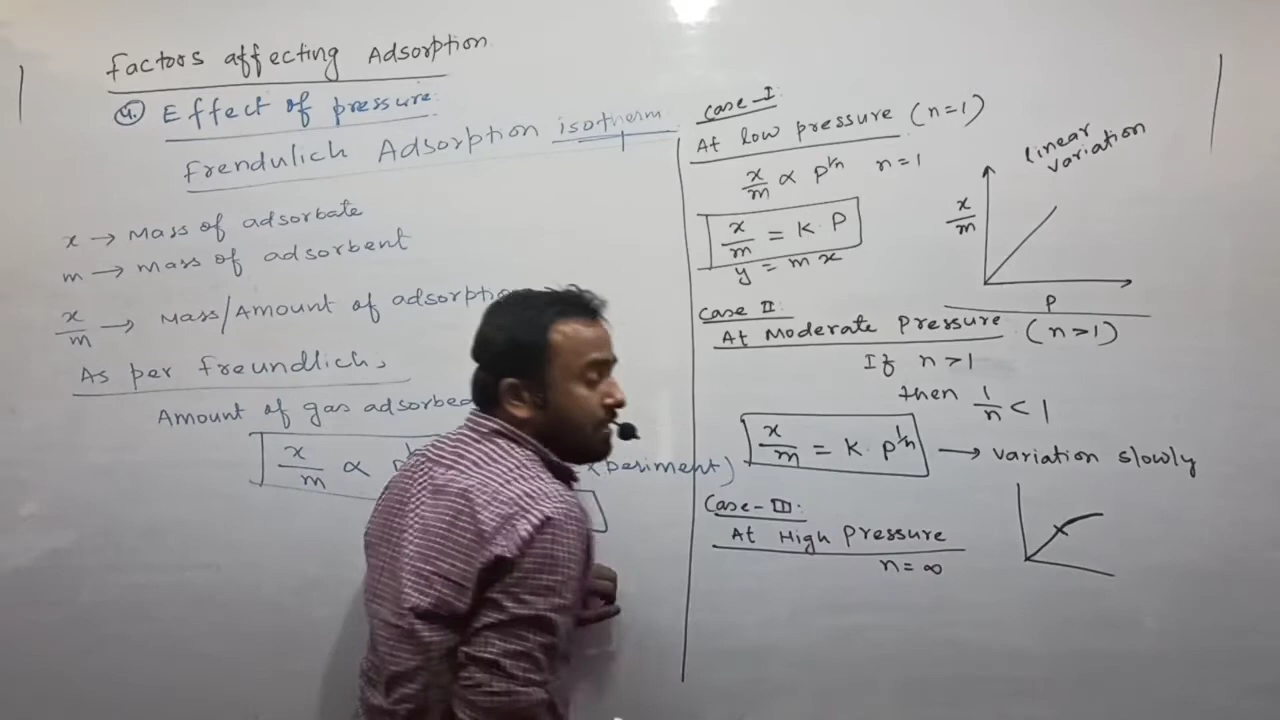 Factors affecting Adsorption
4. Effect of pressure:
Frendulich Adsorption isotherm
x → Mass of adsorbate
m → Mass of adsorbent
x/m → Mass/Amount of adsorption
As per freundlich,
Amount of gas adsorbed
x/m ∝
Case-I:
At low pressure (n=1)
x/m ∝ P^1/n n=1
x/m = K. P
y = mx
linear
variation
x/m
P
Case II:
At Moderate pressure (n>1)
If n>1
then 1/n < 1
x/m = K. P^1/n → variation slowly
Case-III:
At High pressure
n = ∞